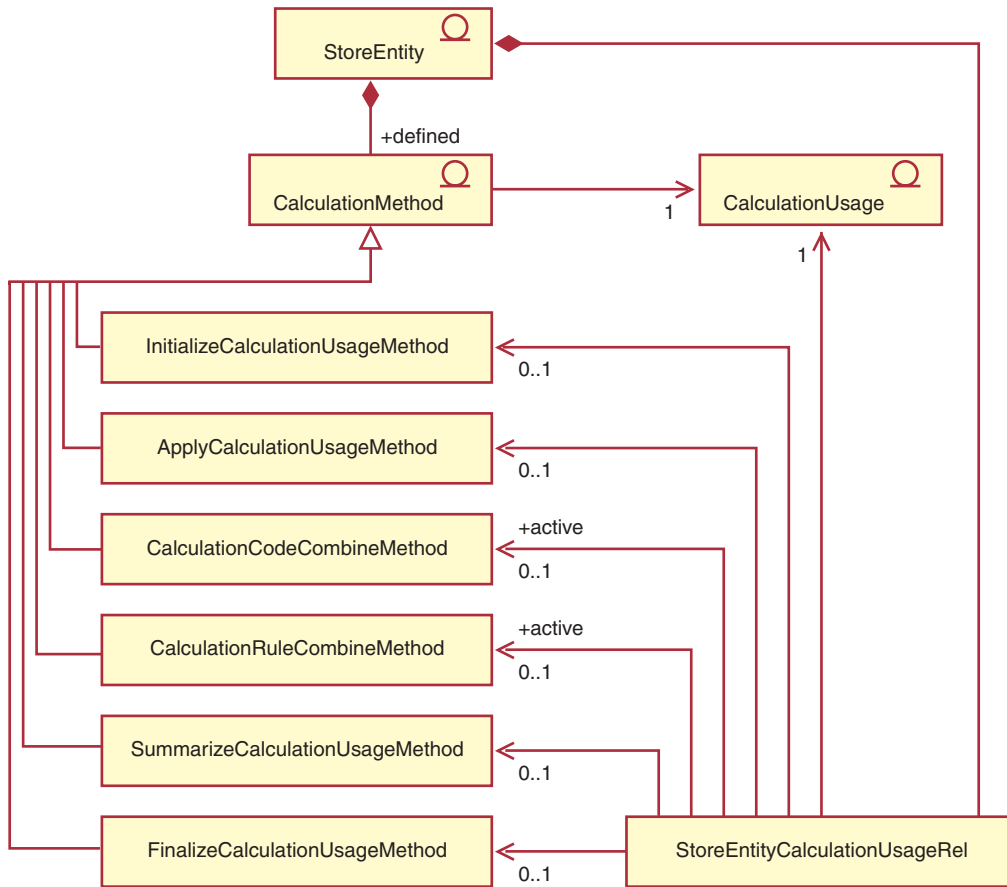 StoreEntity
+defined
CalculationMethod
1
CalculationUsage
1
InitializeCalculationUsageMethod
0..1
ApplyCalculationUsageMethod
0..1
+active
CalculationCodeCombineMethod
0..1
+active
CalculationRuleCombineMethod
0..1
SummarizeCalculationUsageMethod
0..1
FinalizeCalculationUsageMethod
0..1
StoreEntityCalculationUsageRel